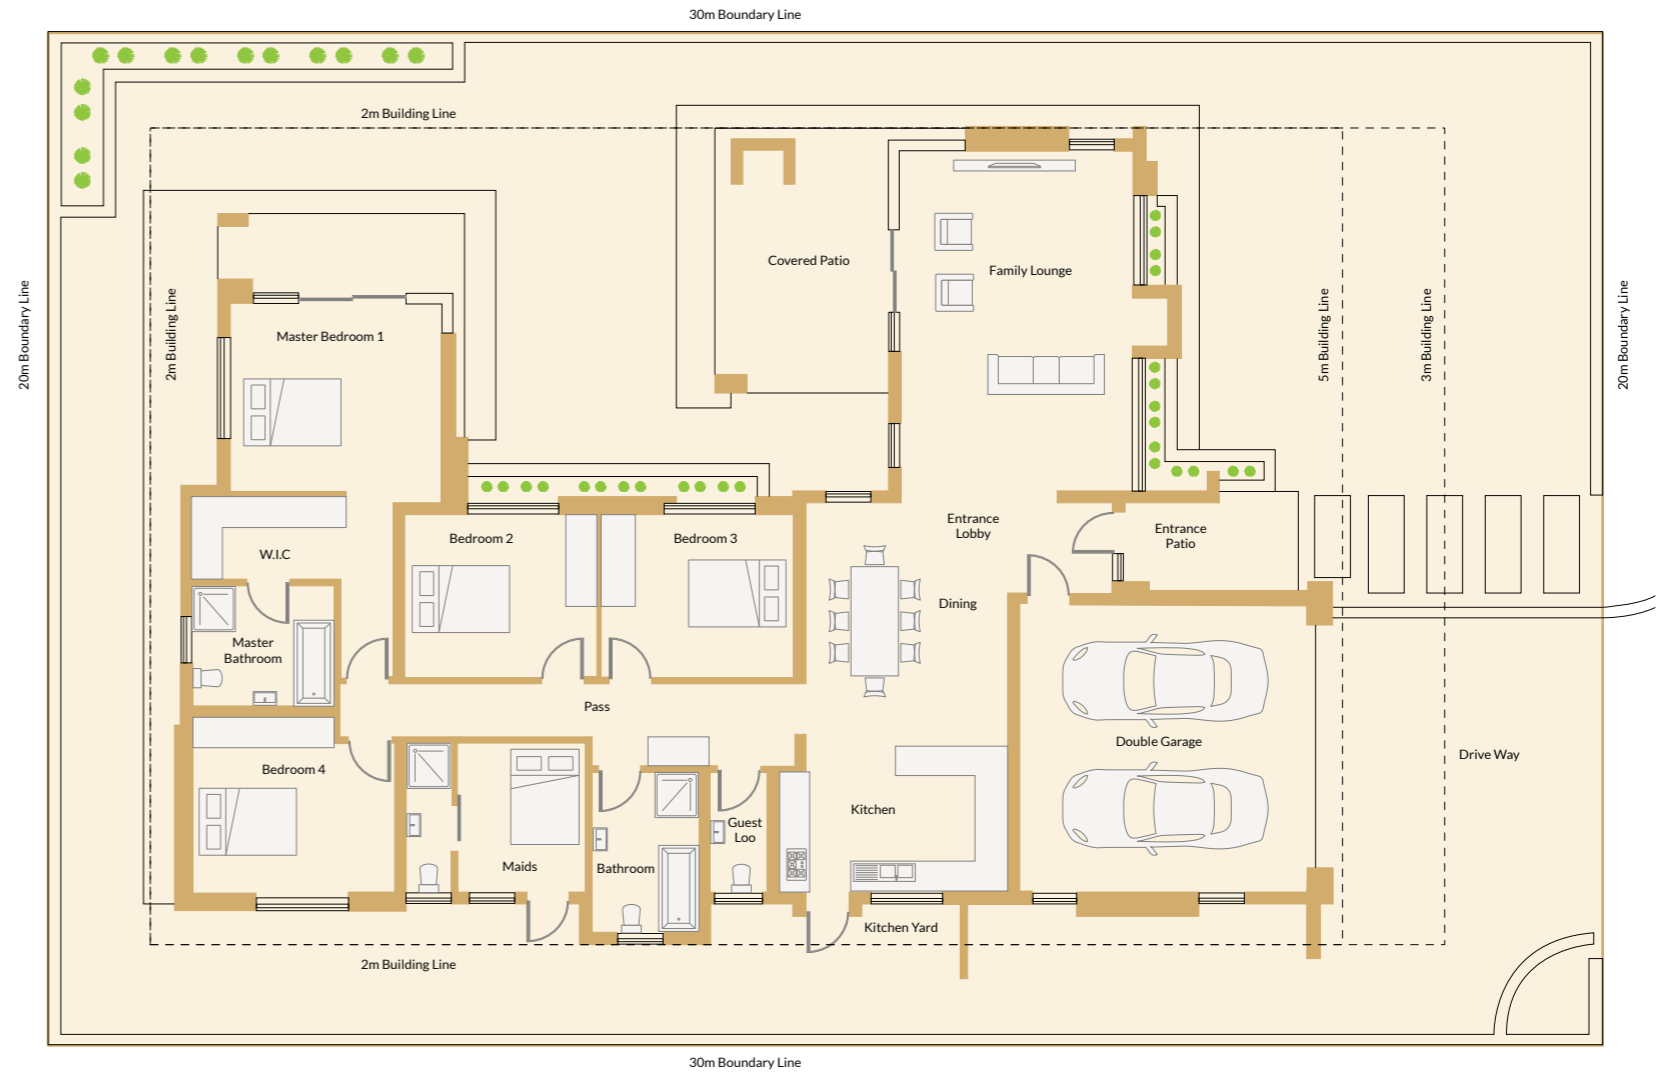 30m Boundary Line
2m Building Line
20m Boundary Line
2m Building Line
Master Bedroom 1
Covered Patio
Family Lounge
5m Building Line
3m Building Line
20m Boundary Line
W.I.C
Bedroom 2
Bedroom 3
Entrance
Lobby
Entrance
Patio
Dining
Master
Bathroom
Pass
Double Garage
Drive Way
Bedroom 4
Kitchen
Guest
Loo
Maids
Bathroom
Kitchen Yard
2m Building Line
30m Boundary Line